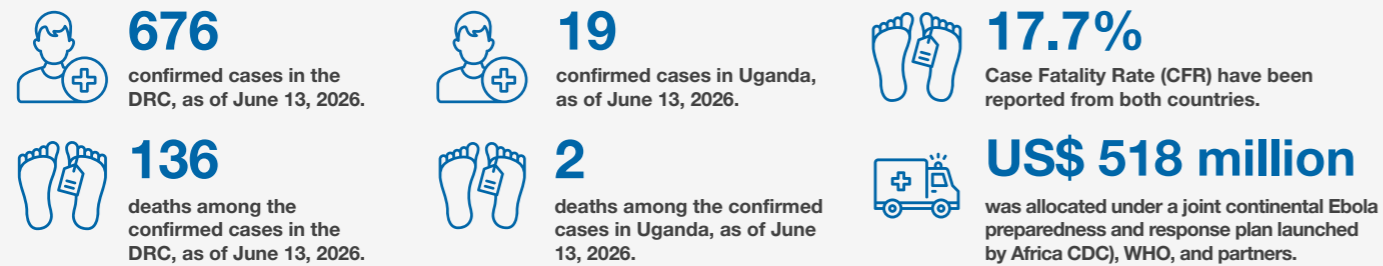 676
confirmed cases in the
DRC, as of June 13, 2026.
19
confirmed cases in Uganda,
as of June 13, 2026.
17.7%
Case Fatality Rate (CFR) have been
reported from both countries.
136
deaths among the
confirmed cases in the
DRC, as of June 13, 2026.
2
deaths among the confirmed
cases in Uganda, as of June
13, 2026.
US$ 518 million
was allocated under a joint continental Ebola
preparedness and response plan launched
by Africa CDC), WHO, and partners.